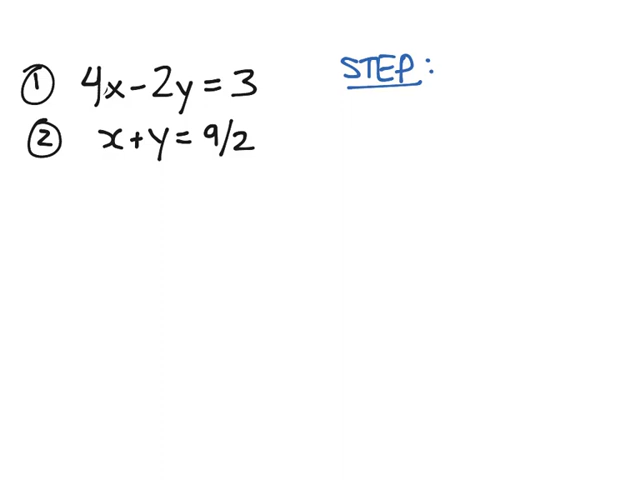 ① 4x - 2y = 3
② x + y = 9/2
STEP: